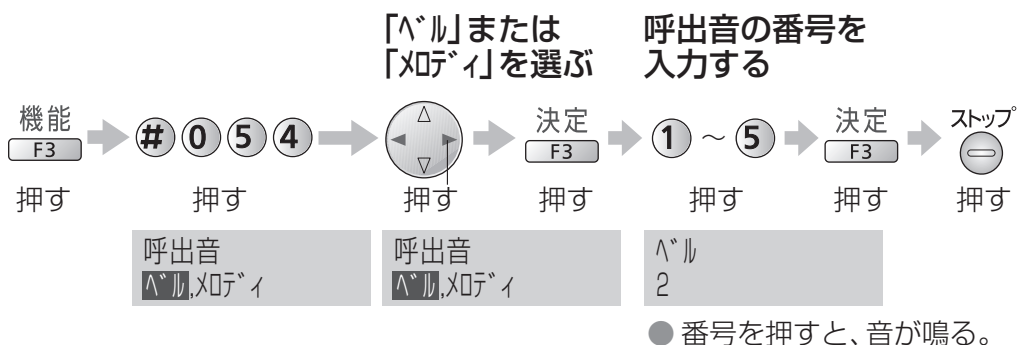 「ﾍﾞﾙ」または
「ﾒﾛﾃﾞｨ」を選ぶ
呼出音の番号を
入力する
機能
F3
押す
# 0 5 4
押す
押す
決定
F3
押す
1 ～ 5
押す
決定
F3
押す
ストップ
押す
呼出音
ﾍﾞﾙ,ﾒﾛﾃﾞｨ
呼出音
ﾍﾞﾙ,ﾒﾛﾃﾞｨ
ﾍﾞﾙ
2
● 番号を押すと、音が鳴る。